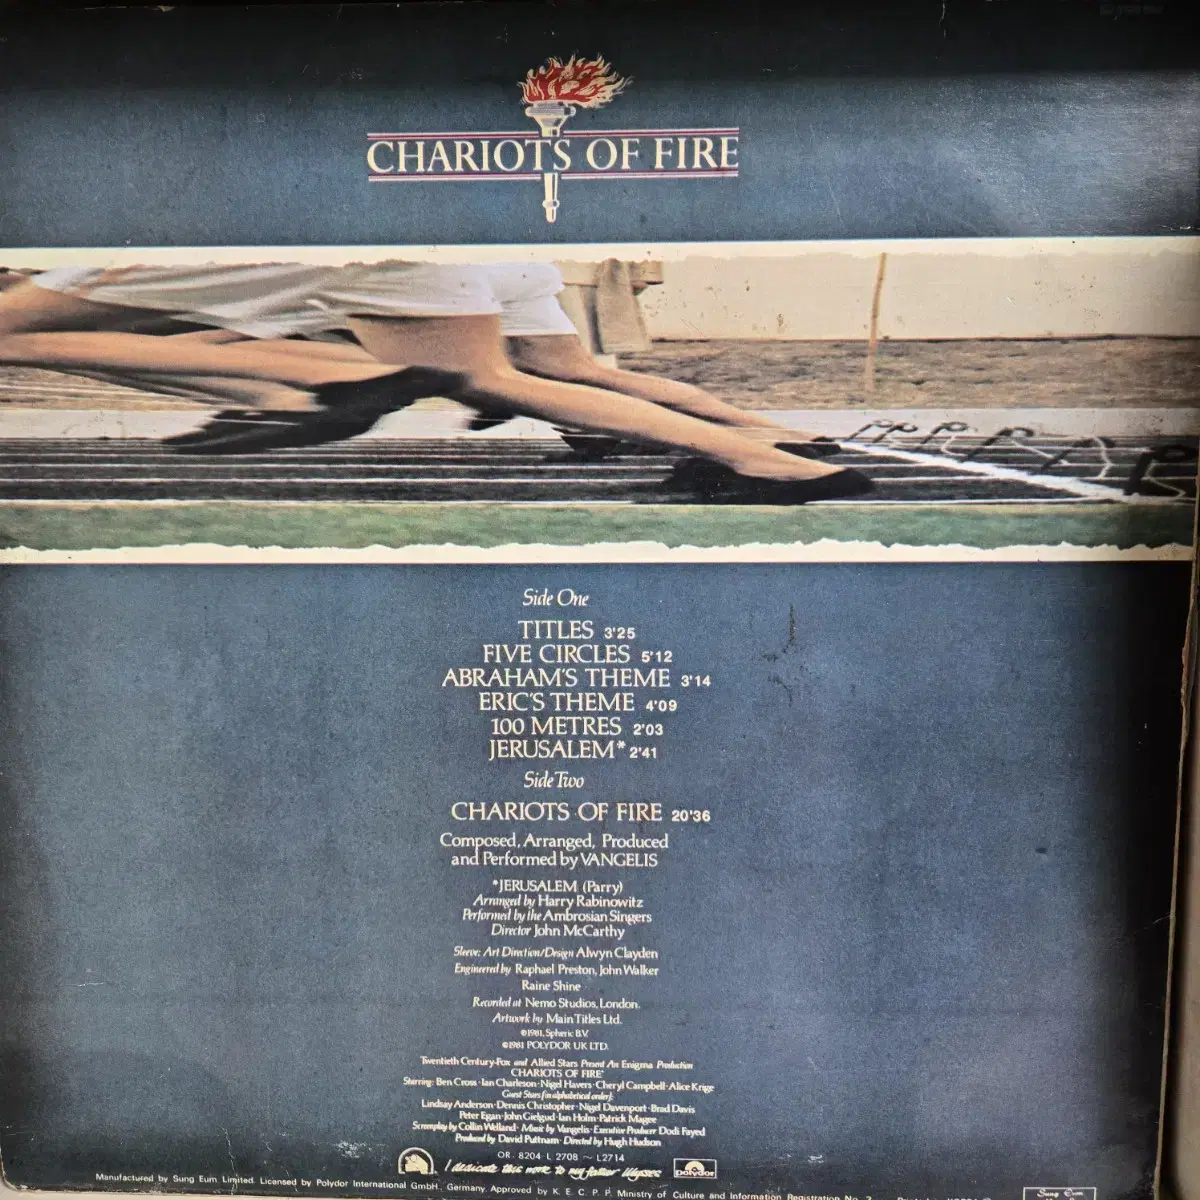 CHARIOTS OF FIRE
Side One
TITLES 3'25
FIVE CIRCLES 5'12
ABRAHAM'S THEME 3'14
ERIC'S THEME 4'09
100 METRES 2'03
JERUSALEM* 2'41
Side Two
CHARIOTS OF FIRE 20'36
Composed, Arranged, Produced
and Performed by VANGELIS
*JERUSALEM (Parry)
Arranged by Harry Rabinowitz
Performed by the Ambrosian Singers
Director John McCarthy
Sleeve: Art Direction/Design Alwyn Clayden
Engineered by Raphael Preston, John Walker
Raine Shine
Recorded at Nemo Studios, London.
Artwork by Main Titles Ltd.
1981, Spheric B.V.
1981 POLYDOR UK LTD.
Twentieth Century-Fox and Allied Stars Present An Enigma Production
CHARIOTS OF FIRE
Starring: Ben Cross · Ian Charleson · Nigel Havers · Cheryl Campbell · Alice Krige
Guest Stars (in alphabetical order):
Lindsay Anderson · Dennis Christopher · Nigel Davenport · Brad Davis
Peter Egan · John Gielgud · Ian Holm · Patrick Magee
Screenplay by Collin Welland · Music by Vangelis · Executive Producer Dodi Fayed
Produced by David Puttnam · Directed by Hugh Hudson
OR. 8204 L 2708 ~ L2714
I dedicate this work to my father Ulysses
polydor
Manufactured by Sung Eum Limited. Licensed by Polydor International GmbH., Germany. Approved by K. E. C. P. P. Ministry of Culture and Information Registration No. 2
Sung Eum